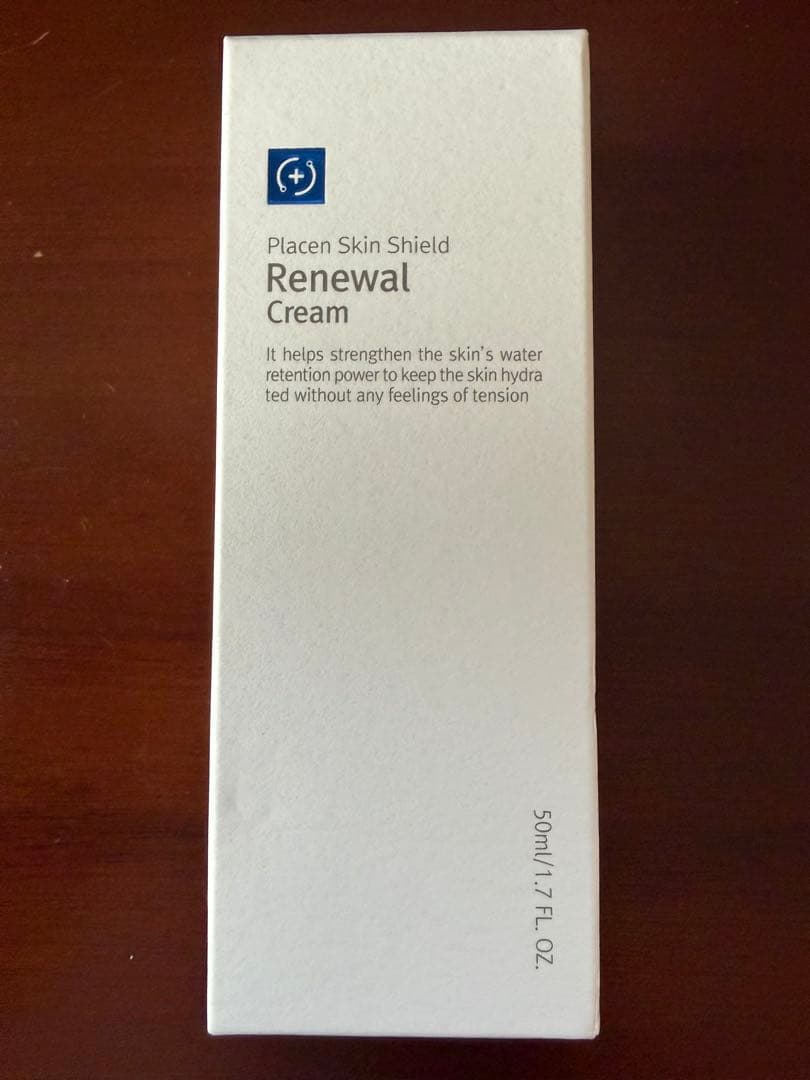 Placen Skin Shield
Renewal
Cream
It helps strengthen the skin's water
retention power to keep the skin hydra
ted without any feelings of tension
50ml/1.7 FL. OZ.